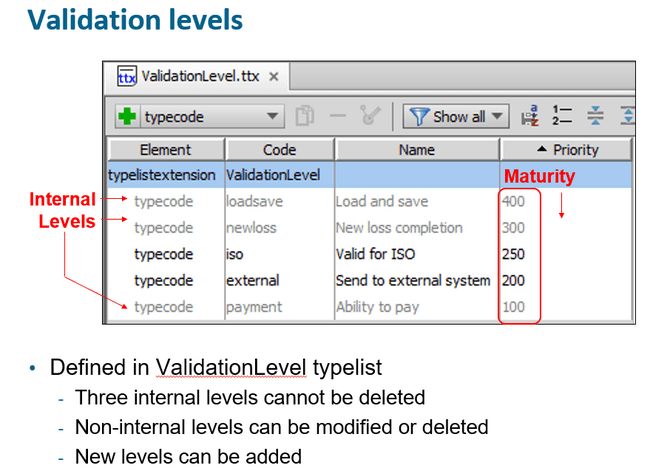 Validation levels
ttx ValidationLevel.ttx ×
typecode Show all
Element Code Name Priority
typelistextension ValidationLevel Maturity
Internal Levels
typecode loadsave Load and save 400
typecode newloss New loss completion 300
typecode iso Valid for ISO 250
typecode external Send to external system 200
typecode payment Ability to pay 100
• Defined in ValidationLevel typelist
- Three internal levels cannot be deleted
- Non-internal levels can be modified or deleted
- New levels can be added